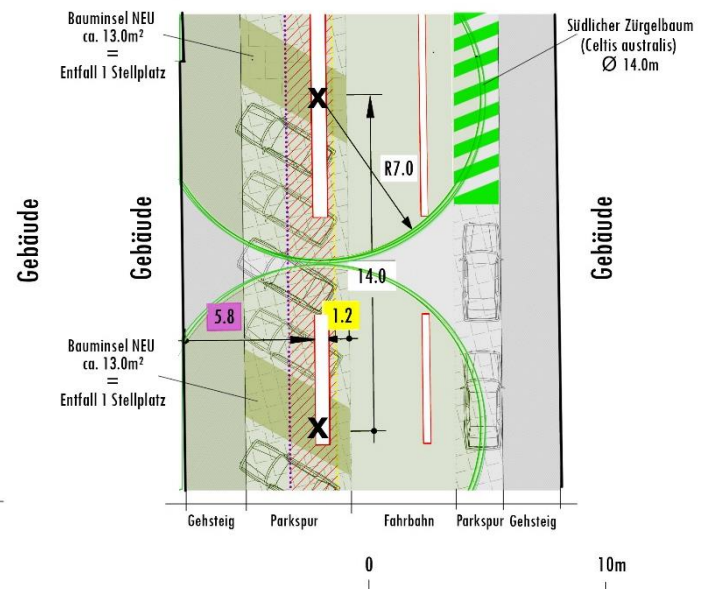 Bauminsel NEU
ca. 13.0m²
=
Entfall 1 Stellplatz
Südlicher Zürgelbaum
(Celtis australis)
Ø 14.0m
X
R7.0
Gebäude
Gebäude
Gebäude
14.0
5.8
1.2
Bauminsel NEU
ca. 13.0m²
=
Entfall 1 Stellplatz
X
Gehsteig
Parkspur
Fahrbahn
Parkspur
Gehsteig
0
10m